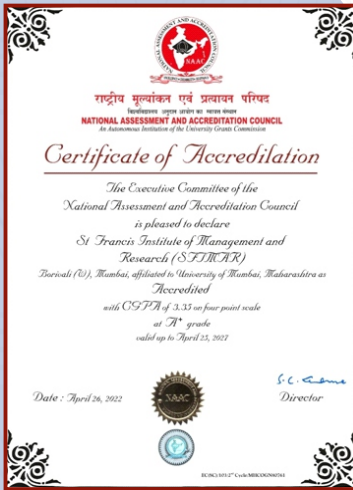 NAAC
राष्ट्रीय मूल्यांकन एवं प्रत्यायन परिषद
विश्वविद्यालय अनुदान आयोग का स्वायत्त संस्थान
NATIONAL ASSESSMENT AND ACCREDITATION COUNCIL
An Autonomous Institution of the University Grants Commission
Certificate of Accredilation
The Executive Committee of the
National Assessment and Accreditation Council
is pleased to declare
St Francis Institute of Management and
Research (SFIMAR)
Borivali (W), Mumbai, affiliated to University of Mumbai, Maharashtra as
Accredited
with CGPA of 3.35 on four point scale
at A+ grade
valid up to April 25, 2027
Date : April 26, 2022
NAAC
Director